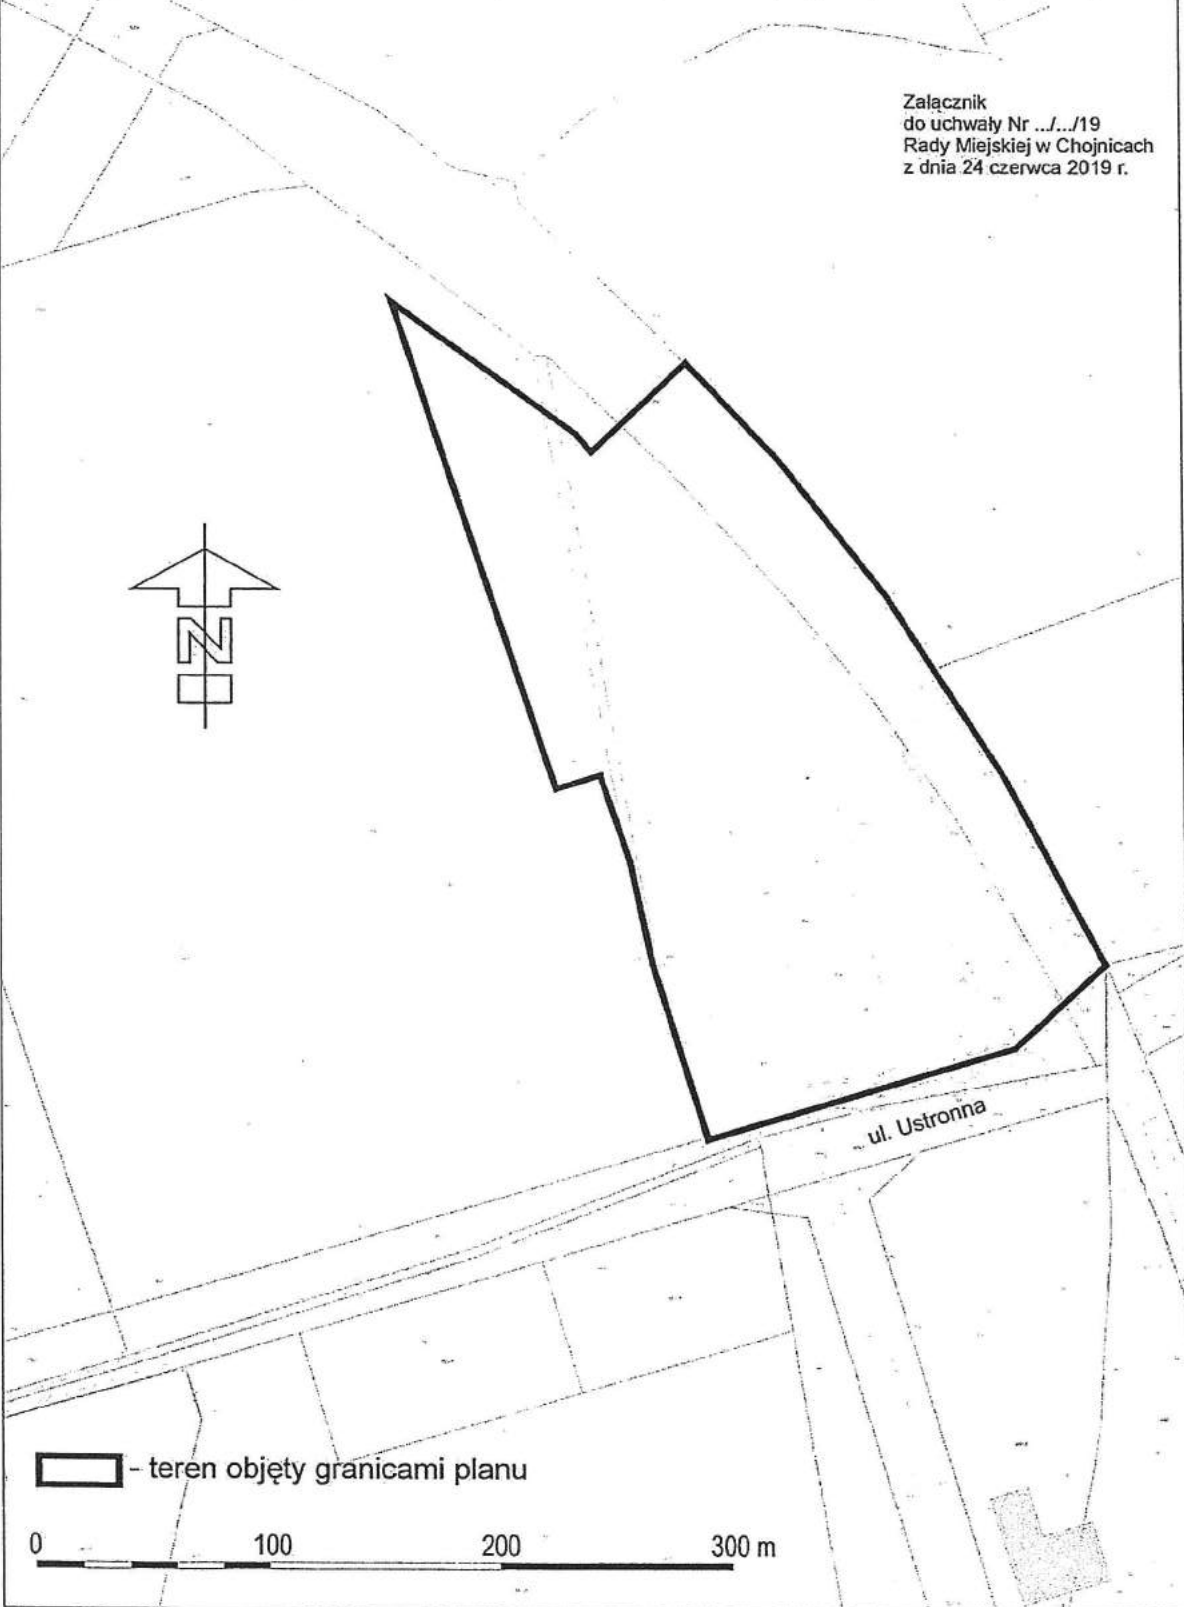 Załącznik
do uchwały Nr .../.../19
Rady Miejskiej w Chojnicach
z dnia 24 czerwca 2019 r.
N
ul. Ustronna
- teren objęty granicami planu
0 100 200 300 m